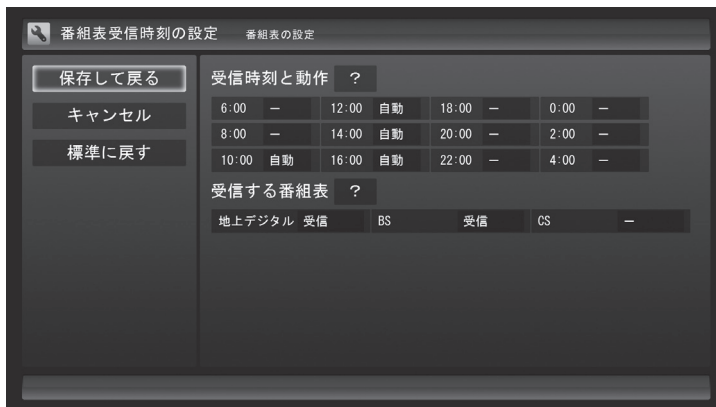 番組表受信時刻の設定 番組表の設定
保存して戻る
キャンセル
標準に戻す
受信時刻と動作 ?
6:00 － 12:00 自動 18:00 － 0:00 －
8:00 － 14:00 自動 20:00 － 2:00 －
10:00 自動 16:00 自動 22:00 － 4:00 －
受信する番組表 ?
地上デジタル 受信 BS 受信 CS －